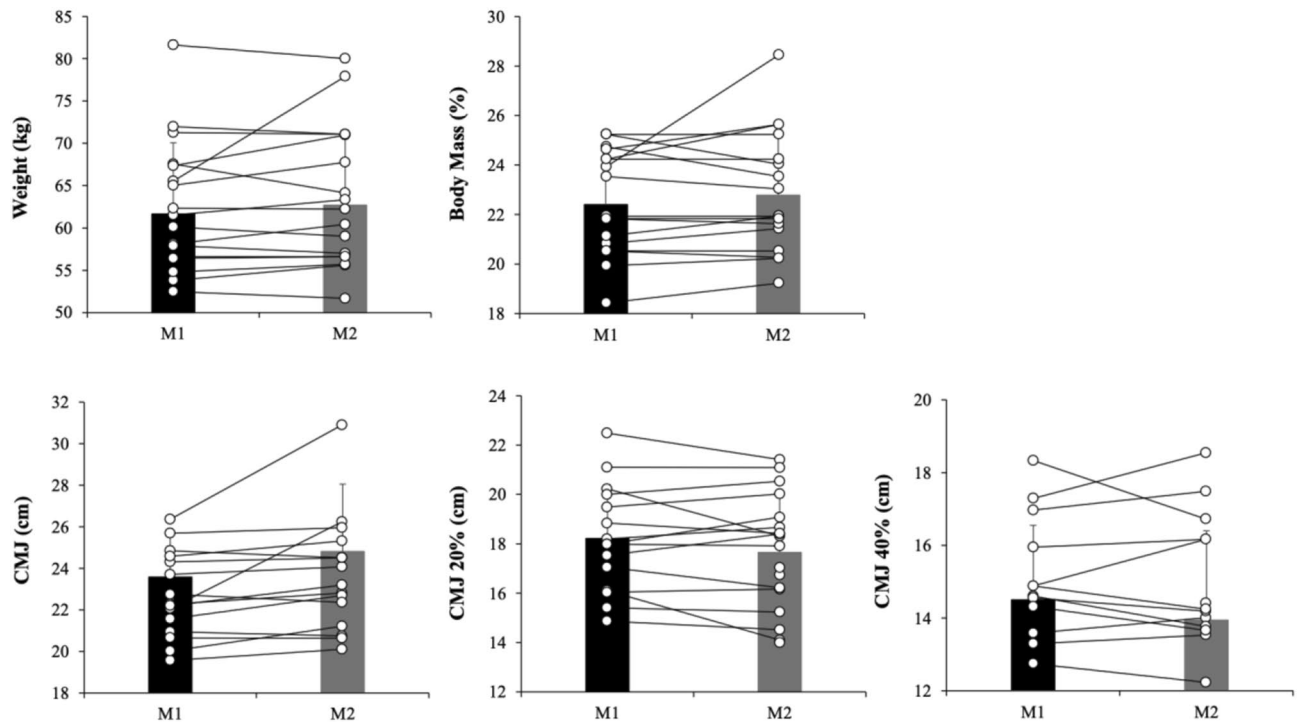 Weight (kg)
85
80
75
70
65
60
55
50
M1
M2
Body Mass (%)
30
28
26
24
22
20
18
M1
M2
CMJ (cm)
32
30
28
26
24
22
20
18
M1
M2
CMJ 20% (cm)
24
22
20
18
16
14
12
M1
M2
CMJ 40% (cm)
20
18
16
14
12
M1
M2